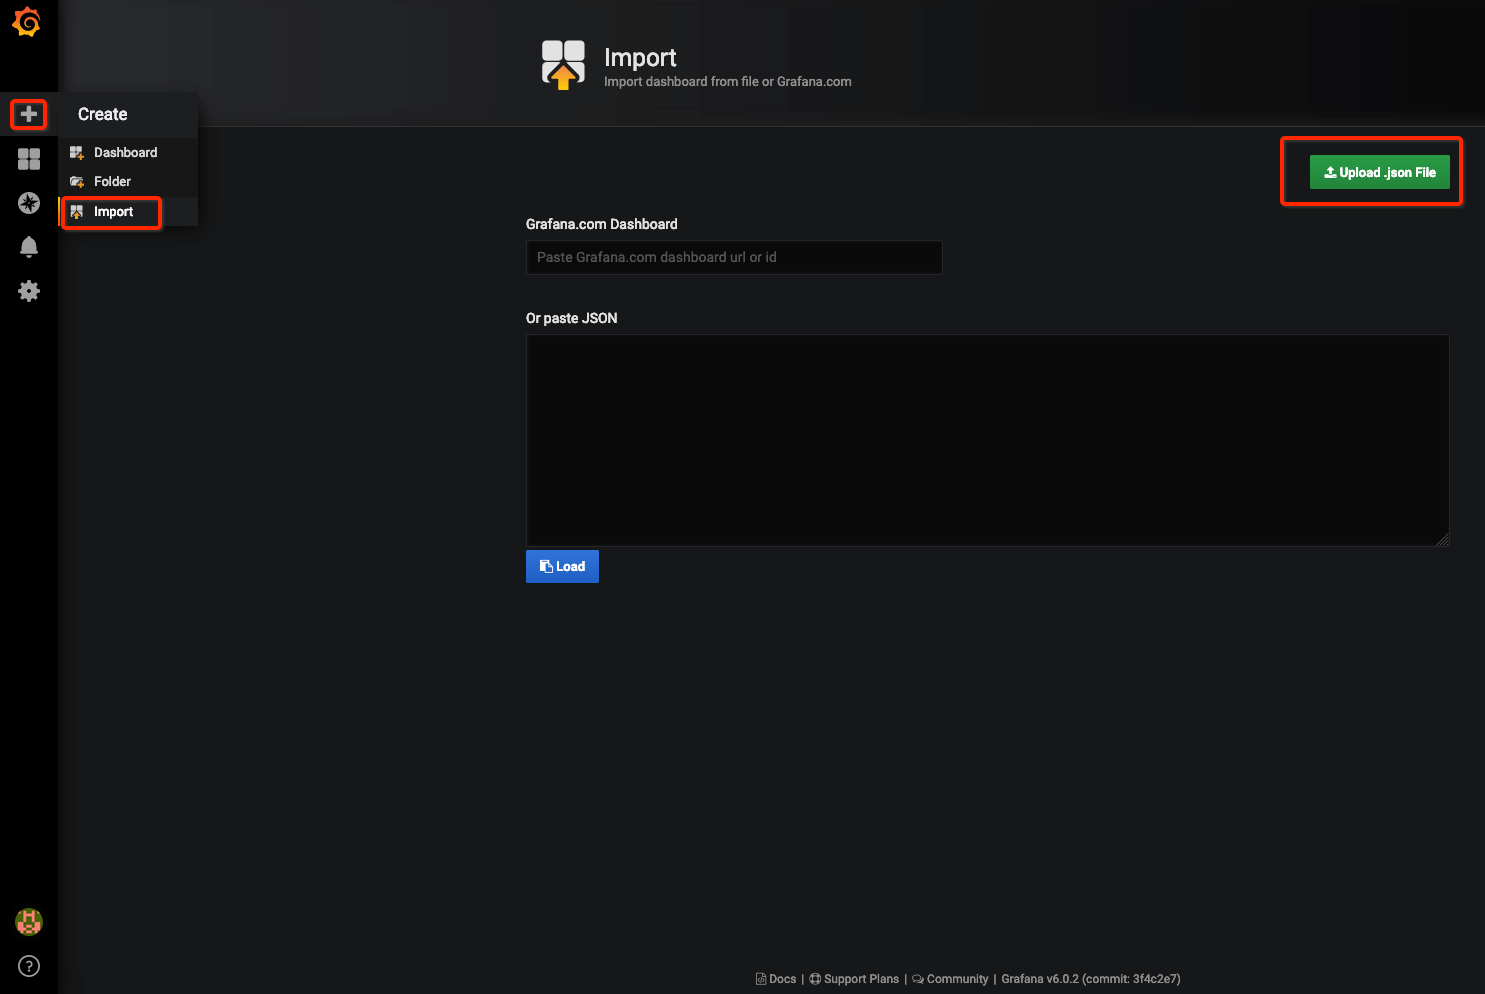 Import
Import dashboard from file or Grafana.com
Create
Dashboard
Folder
Import
Upload .json File
Grafana.com Dashboard
Paste Grafana.com dashboard url or id
Or paste JSON
Load
Docs | Support Plans | Community | Grafana v6.0.2 (commit: 3f4c2e7)